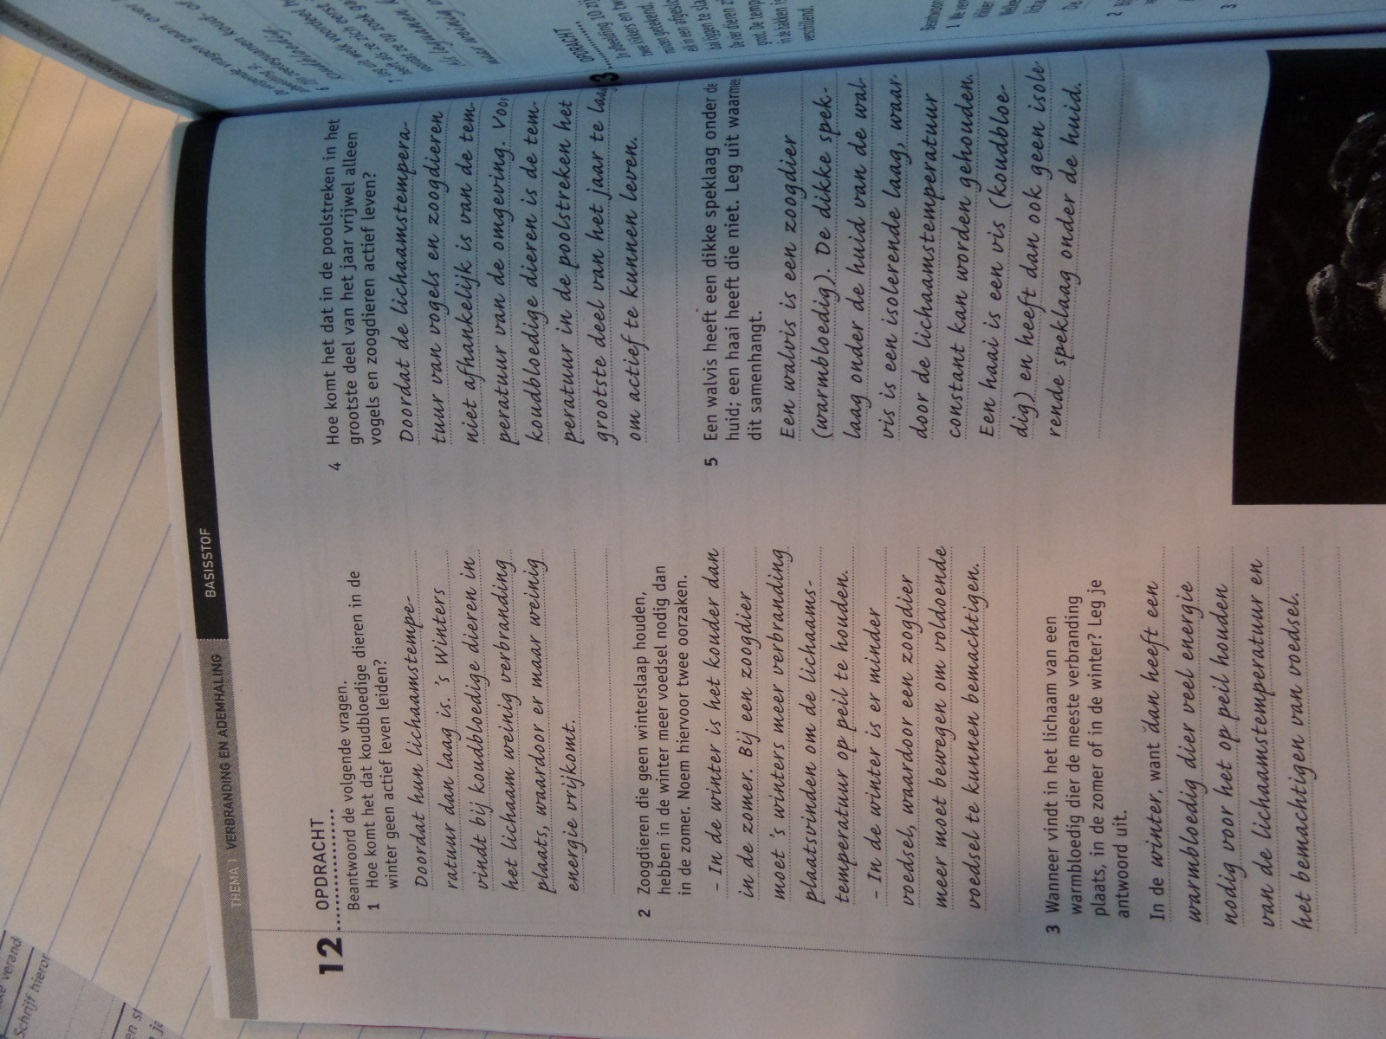 THEMA 1 VERBRANDING EN ADEMHALING
BASISSTOF
12
OPDRACHT
Beantwoord de volgende vragen.
1 Hoe komt het dat koudbloedige dieren in de
winter geen actief leven leiden?
Doordat hun lichaamstempe-
ratuur dan laag is. 's Winters
vindt bij koudbloedige dieren in
het lichaam weinig verbranding
plaats, waardoor er maar weinig
energie vrijkomt.
2 Zoogdieren die geen winterslaap houden,
hebben in de winter meer voedsel nodig dan
in de zomer. Noem hiervoor twee oorzaken.
– In de winter is het kouder dan
in de zomer. Bij een zoogdier
moet 's winters meer verbranding
plaatsvinden om de lichaams-
temperatuur op peil te houden.
– In de winter is er minder
voedsel, waardoor een zoogdier
meer moet bewegen om voldoende
voedsel te kunnen bemachtigen.
3 Wanneer vindt in het lichaam van een
warmbloedig dier de meeste verbranding
plaats, in de zomer of in de winter? Leg je
antwoord uit.
In de winter, want dan heeft een
warmbloedig dier veel energie
nodig voor het op peil houden
van de lichaamstemperatuur en
het bemachtigen van voedsel.
4 Hoe komt het dat in de poolstreken in het
grootste deel van het jaar vrijwel alleen
vogels en zoogdieren actief leven?
Doordat de lichaamstempera-
tuur van vogels en zoogdieren
niet afhankelijk is van de tem-
peratuur van de omgeving. Voor
koudbloedige dieren is de tem-
peratuur in de poolstreken het
grootste deel van het jaar te laag
om actief te kunnen leven.
5 Een walvis heeft een dikke speklaag onder de
huid; een haai heeft die niet. Leg uit waarmee
dit samenhangt.
Een walvis is een zoogdier
(warmbloedig). De dikke spek-
laag onder de huid van de wal-
vis is een isolerende laag, waar-
door de lichaamstemperatuur
constant kan worden gehouden.
Een haai is een vis (koudbloe-
dig) en heeft dan ook geen isole-
rende speklaag onder de huid.
13
OPDRACHT
Schrijf hieror